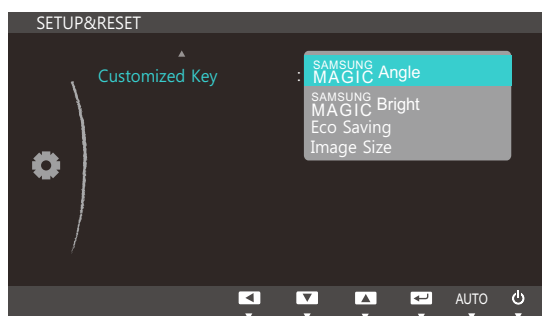 SETUP&RESET
Customized Key : SAMSUNG MAGIC Angle
SAMSUNG MAGIC Bright
Eco Saving
Image Size
AUTO